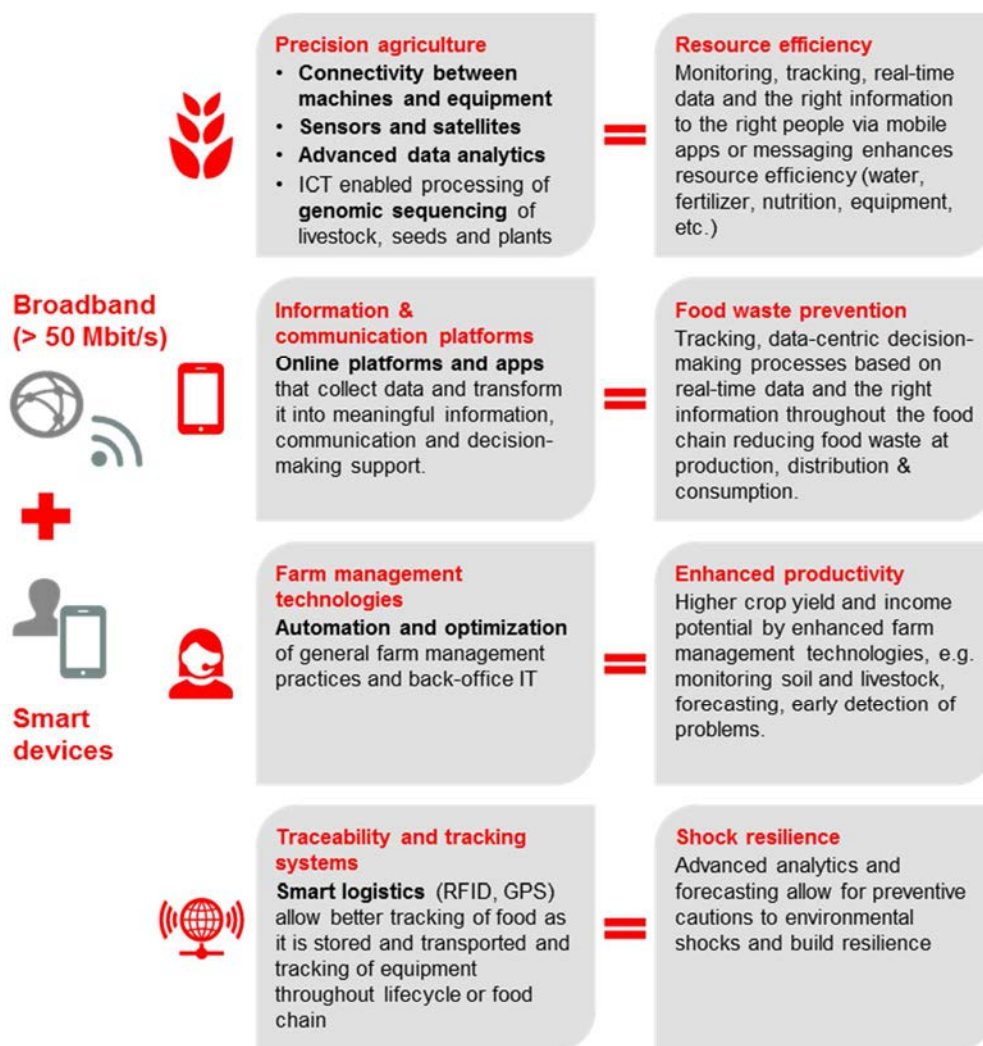 Precision agriculture
• Connectivity between
machines and equipment
• Sensors and satellites
• Advanced data analytics
• ICT enabled processing of
genomic sequencing of
livestock, seeds and plants
Resource efficiency
Monitoring, tracking, real-time
data and the right information
to the right people via mobile
apps or messaging enhances
resource efficiency (water,
fertilizer, nutrition, equipment,
etc.)
Broadband
(> 50 Mbit/s)
Smart
devices
Information &
communication platforms
Online platforms and apps
that collect data and transform
it into meaningful information,
communication and decision-
making support.
Food waste prevention
Tracking, data-centric decision-
making processes based on
real-time data and the right
information throughout the food
chain reducing food waste at
production, distribution &
consumption.
Farm management
technologies
Automation and optimization
of general farm management
practices and back-office IT
Enhanced productivity
Higher crop yield and income
potential by enhanced farm
management technologies, e.g.
monitoring soil and livestock,
forecasting, early detection of
problems.
Traceability and tracking
systems
Smart logistics (RFID, GPS)
allow better tracking of food as
it is stored and transported and
tracking of equipment
throughout lifecycle or food
chain
Shock resilience
Advanced analytics and
forecasting allow for preventive
cautions to environmental
shocks and build resilience